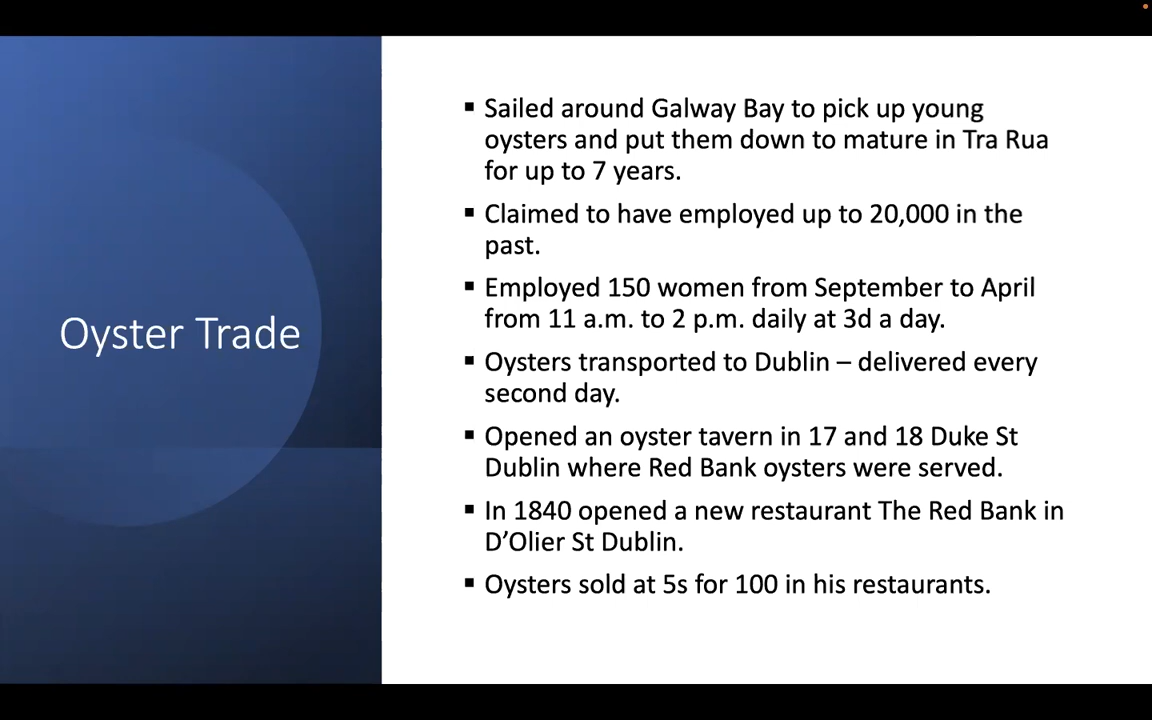 Oyster Trade
▪ Sailed around Galway Bay to pick up young
oysters and put them down to mature in Tra Rua
for up to 7 years.
▪ Claimed to have employed up to 20,000 in the
past.
▪ Employed 150 women from September to April
from 11 a.m. to 2 p.m. daily at 3d a day.
▪ Oysters transported to Dublin – delivered every
second day.
▪ Opened an oyster tavern in 17 and 18 Duke St
Dublin where Red Bank oysters were served.
▪ In 1840 opened a new restaurant The Red Bank in
D’Olier St Dublin.
▪ Oysters sold at 5s for 100 in his restaurants.